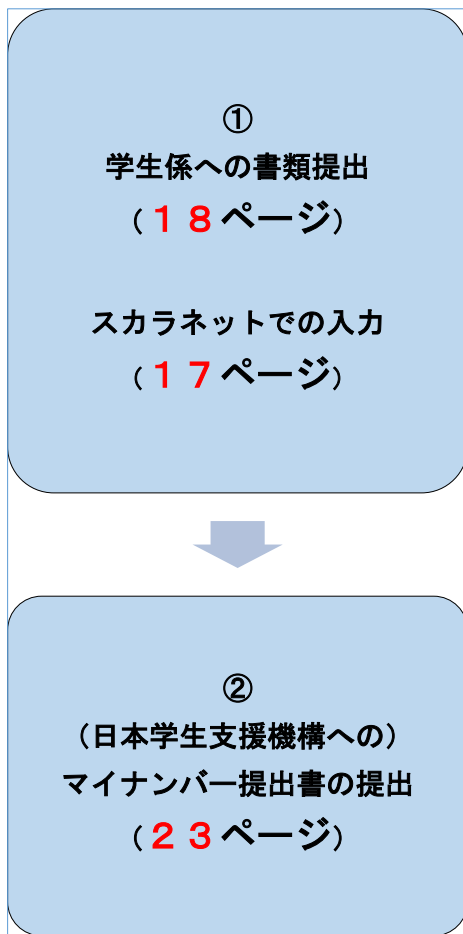 ①
学生係への書類提出
（１８ページ）
スカラネットでの入力
（１７ページ）
②
（日本学生支援機構への）
マイナンバー提出書の提出
（２３ページ）